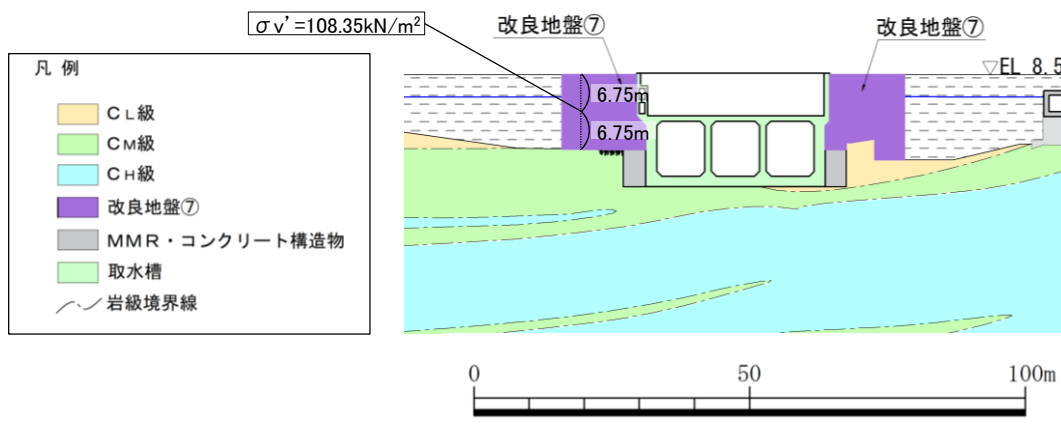 σv’=108.35kN/m²
改良地盤⑦
改良地盤⑦
▽EL 8.5
凡 例
CL級
CM級
CH級
改良地盤⑦
MMR・コンクリート構造物
取水槽
岩級境界線
6.75m
6.75m
0
50
100m